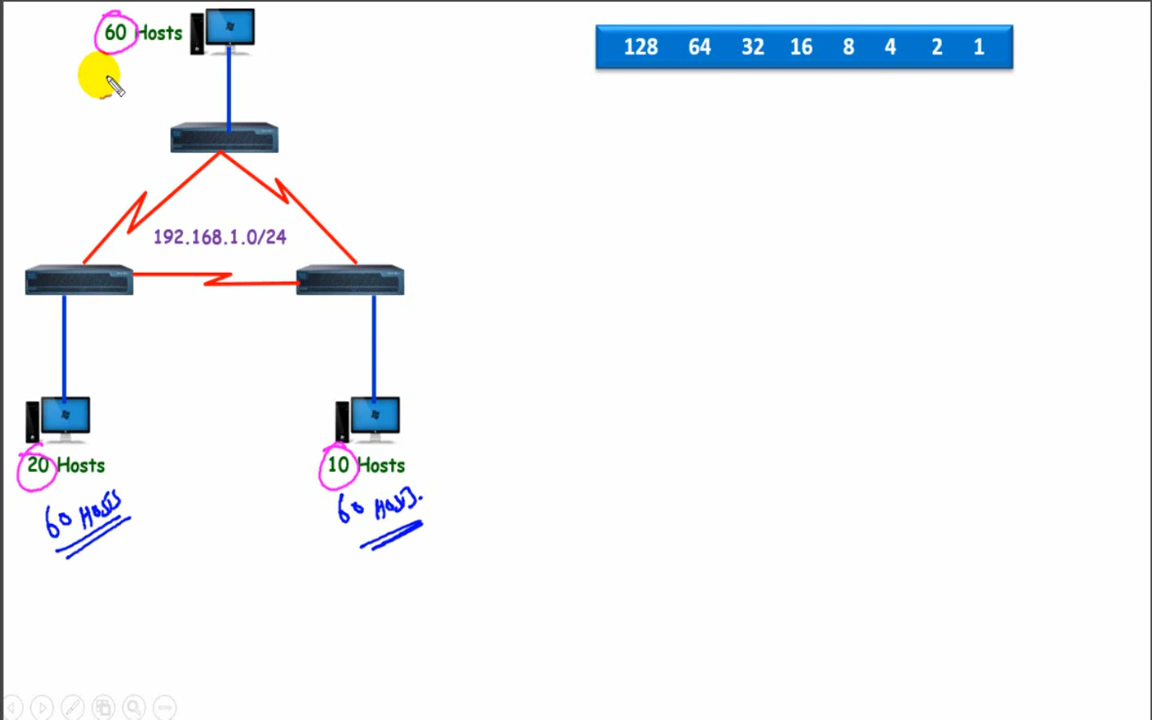 60 Hosts
128 64 32 16 8 4 2 1
192.168.1.0/24
20 Hosts
10 Hosts
60 HOSTS
60 HOSTS.